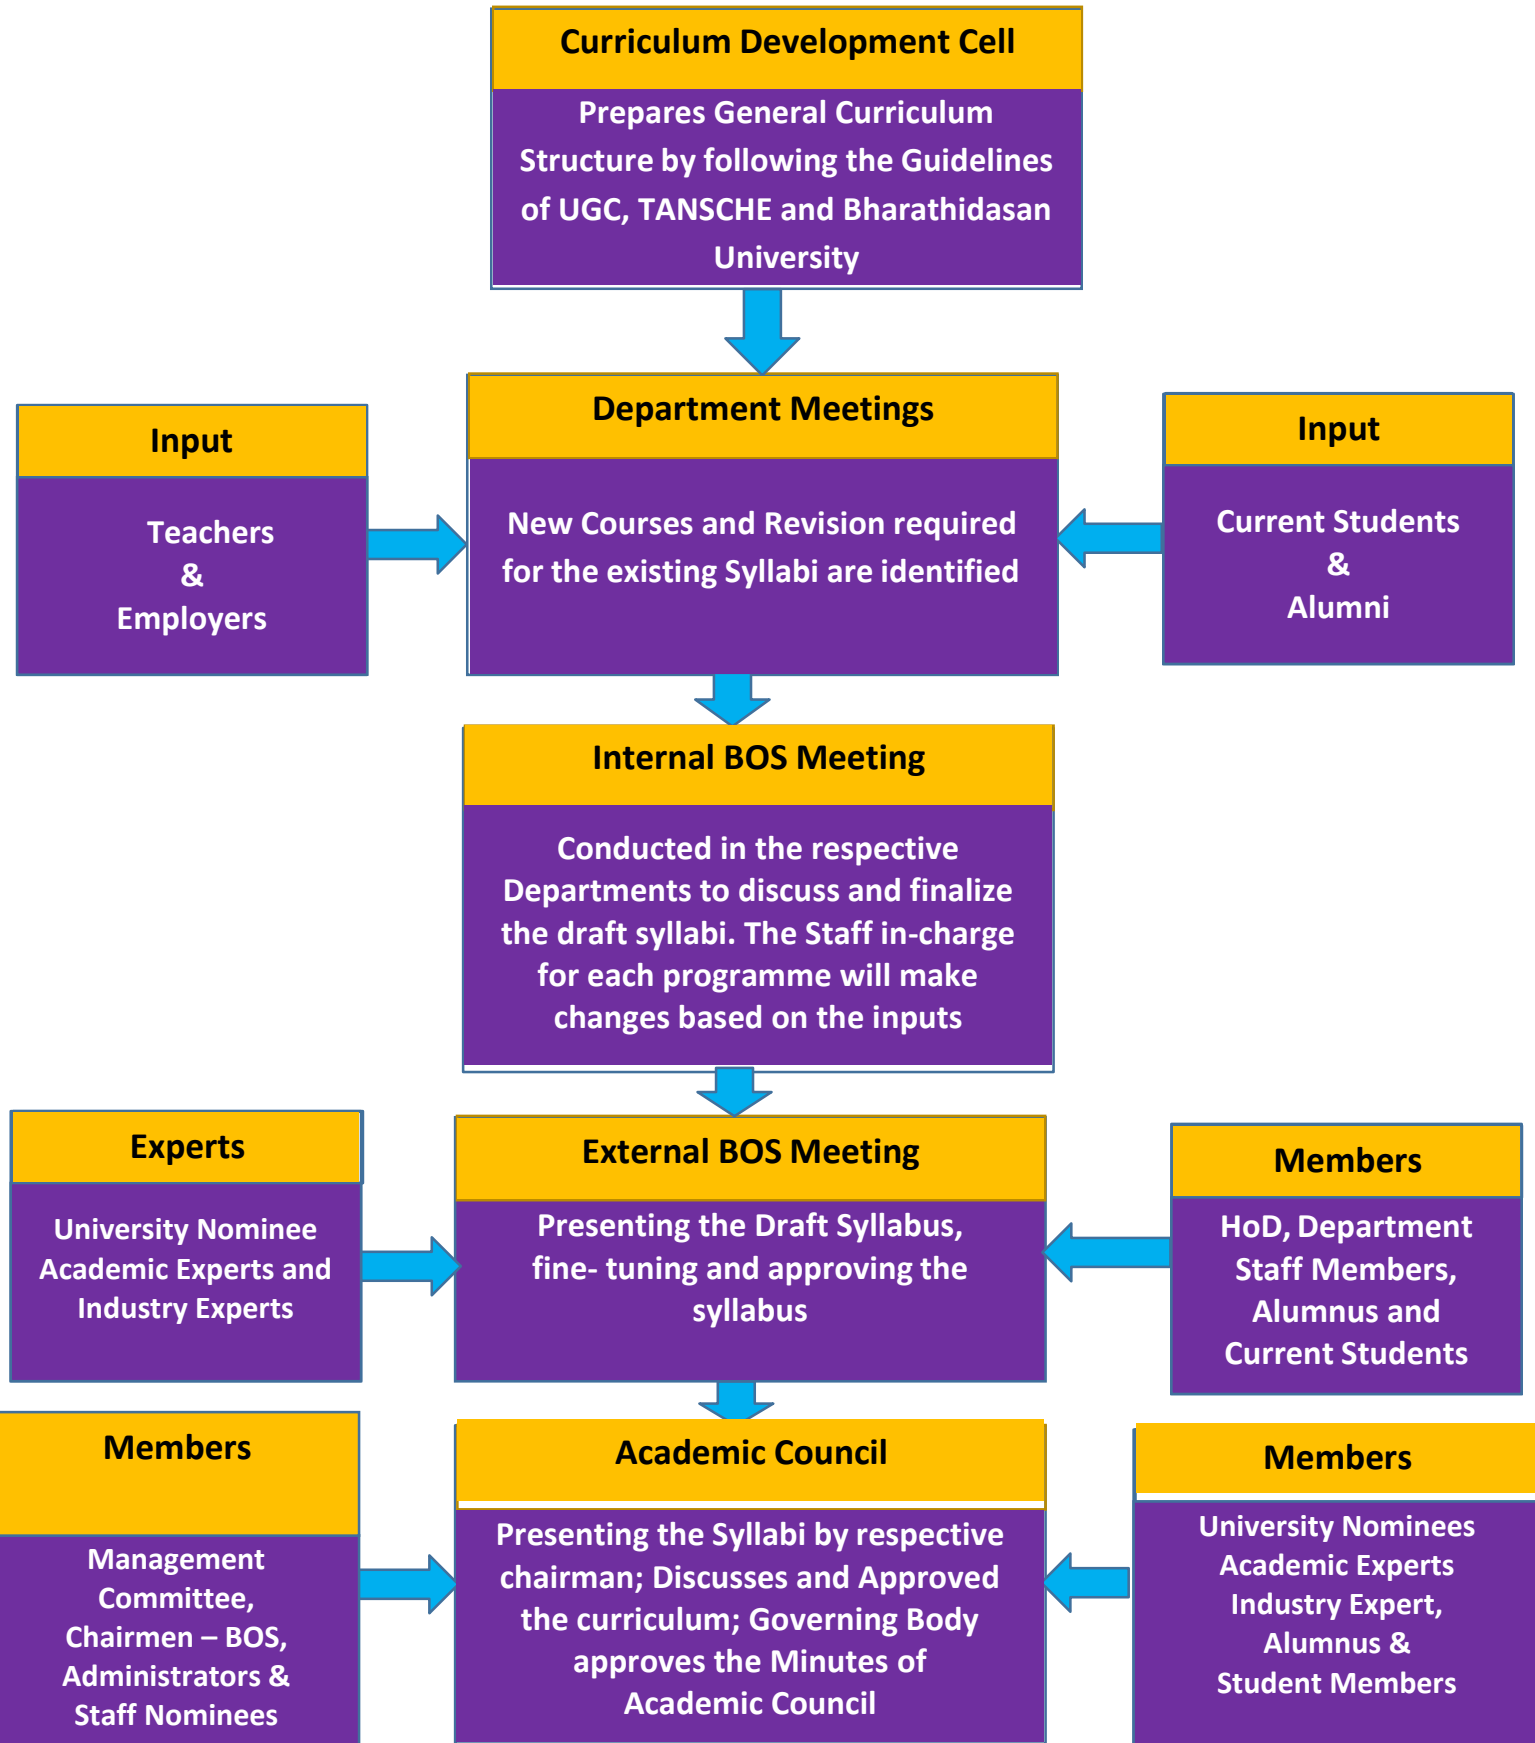 Curriculum Development Cell
Prepares General Curriculum
Structure by following the Guidelines
of UGC, TANSCHE and Bharathidasan
University
Input
Teachers
&
Employers
Department Meetings
New Courses and Revision required
for the existing Syllabi are identified
Input
Current Students
&
Alumni
Internal BOS Meeting
Conducted in the respective
Departments to discuss and finalize
the draft syllabi. The Staff in-charge
for each programme will make
changes based on the inputs
Experts
University Nominee
Academic Experts and
Industry Experts
External BOS Meeting
Presenting the Draft Syllabus,
fine- tuning and approving the
syllabus
Members
HoD, Department
Staff Members,
Alumnus and
Current Students
Members
Management
Committee,
Chairmen – BOS,
Administrators &
Staff Nominees
Academic Council
Presenting the Syllabi by respective
chairman; Discusses and Approved
the curriculum; Governing Body
approves the Minutes of
Academic Council
Members
University Nominees
Academic Experts
Industry Expert,
Alumnus &
Student Members